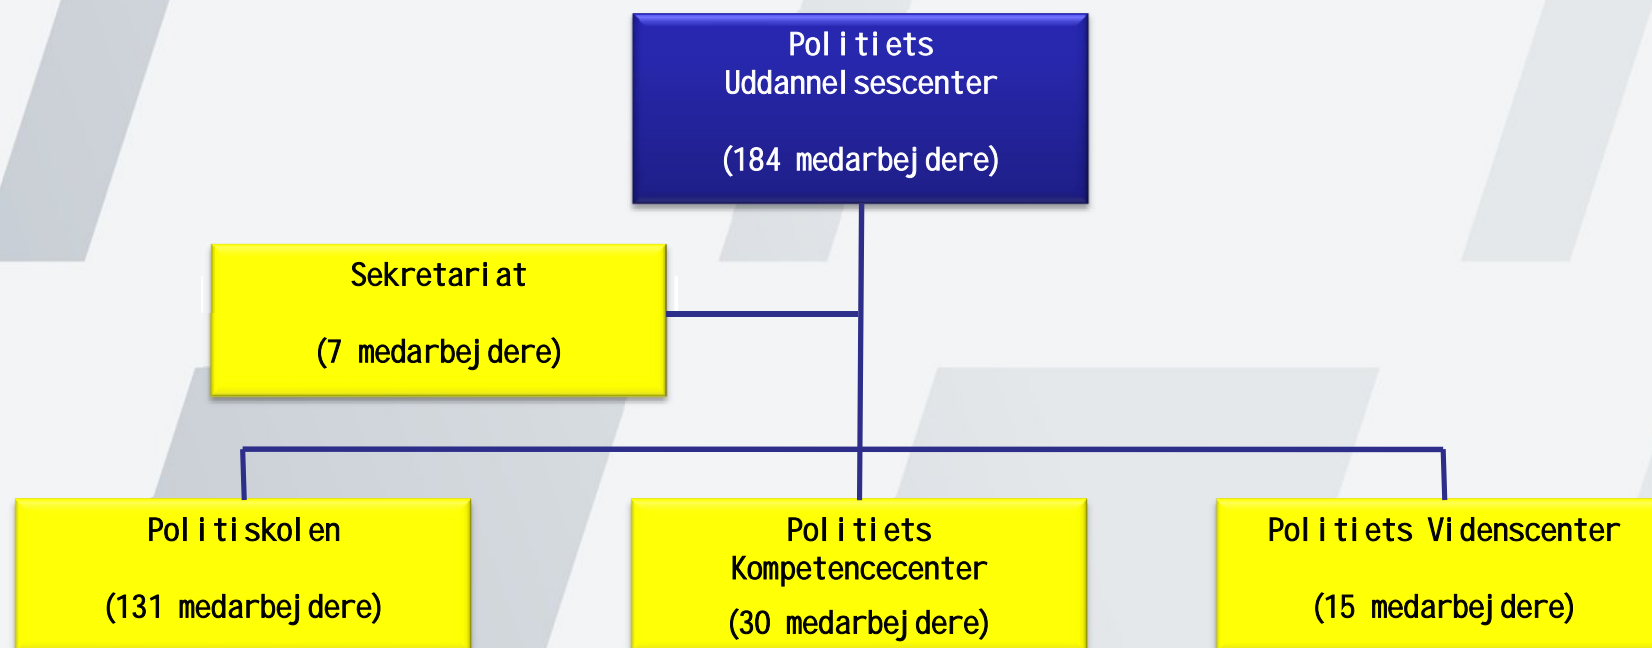 Politiets
Uddannelsescenter
(184 medarbejdere)
Sekretariat
(7 medarbejdere)
Politiskolen
(131 medarbejdere)
Politiets
Kompetencecenter
(30 medarbejdere)
Politiets Videnscenter
(15 medarbejdere)